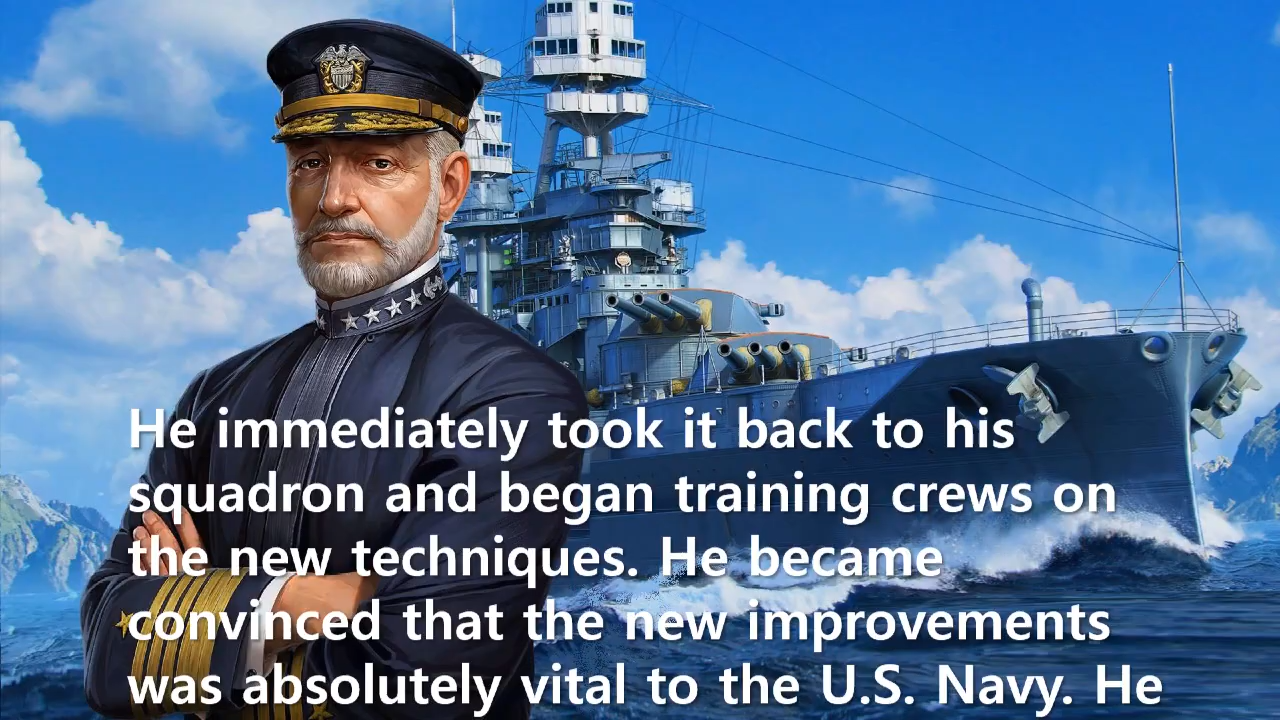 He immediately took it back to his
squadron and began training crews on
the new techniques. He became
convinced that the new improvements
was absolutely vital to the U.S. Navy. He